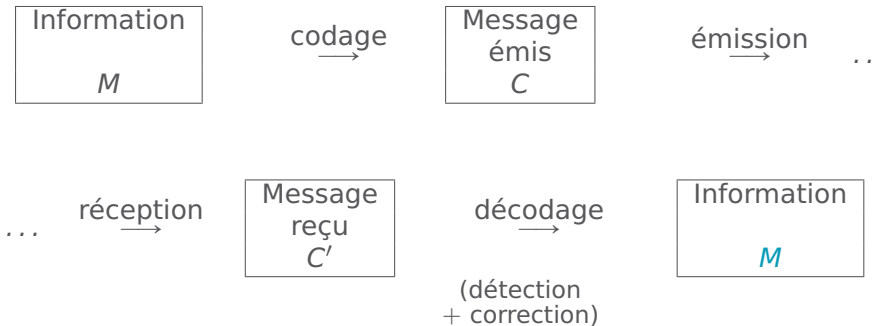 Information
codage
Message
émission
émis
M
⟶
C
⟶
. .
Information
réception
Message
décodage
. . .
⟶
reçu
⟶
C′
M
(détection
+ correction)